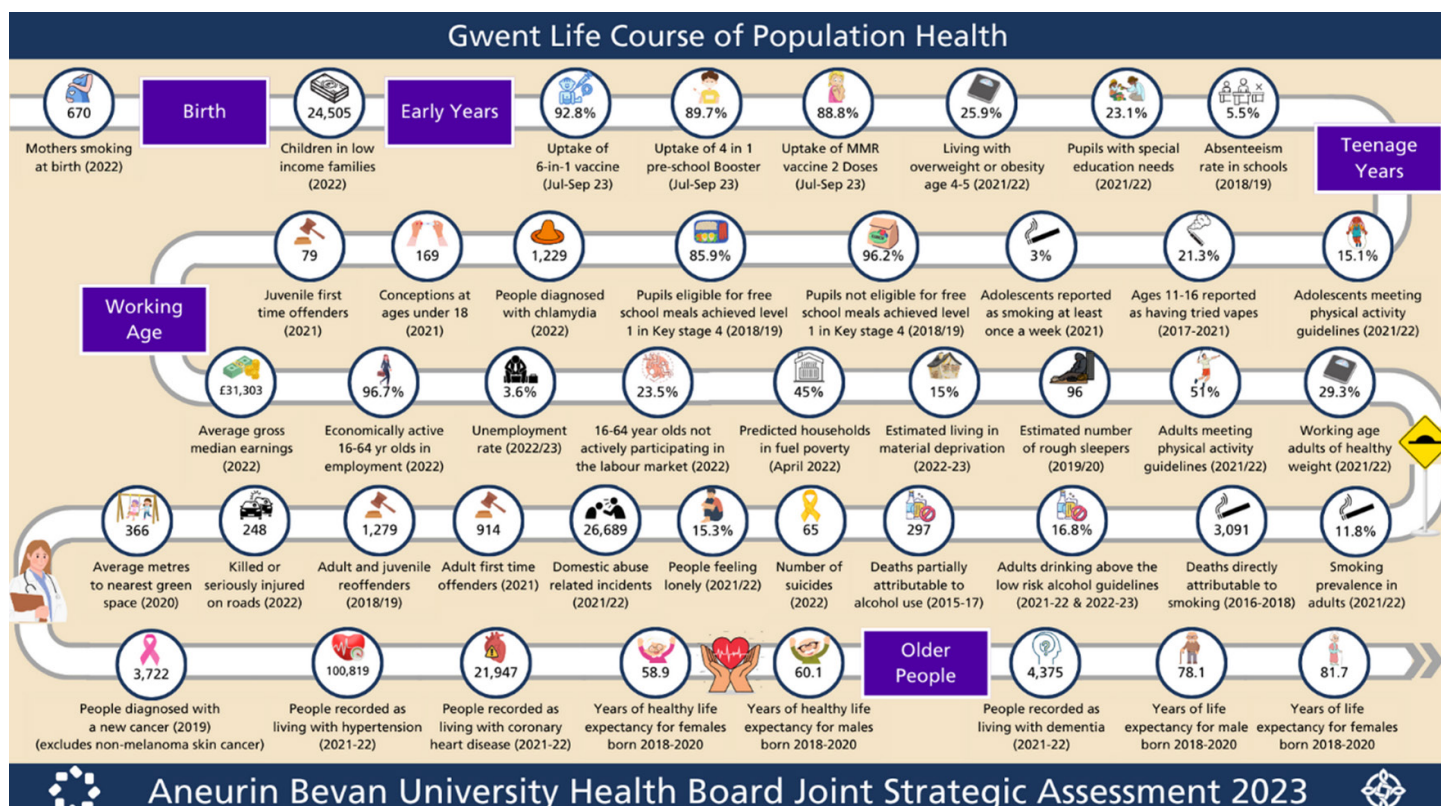 Gwent Life Course of Population Health
670
Mothers smoking
at birth (2022)
Birth
24,505
Children in low
income families
(2022)
Early Years
92.8%
Uptake of
6-in-1 vaccine
(Jul-Sep 23)
89.7%
Uptake of 4 in 1
pre-school Booster
(Jul-Sep 23)
88.8%
Uptake of MMR
vaccine 2 Doses
(Jul-Sep 23)
25.9%
Living with
overweight or obesity
age 4-5 (2021/22)
23.1%
Pupils with special
education needs
(2021/22)
5.5%
Absenteeism
rate in schools
(2018/19)
Teenage
Years
79
Juvenile first
time offenders
(2021)
169
Conceptions at
ages under 18
(2021)
1,229
People diagnosed
with chlamydia
(2022)
85.9%
Pupils eligible for free
school meals achieved level
1 in Key stage 4 (2018/19)
96.2%
Pupils not eligible for free
school meals achieved level
1 in Key stage 4 (2018/19)
3%
Adolescents reported
as smoking at least
once a week (2021)
21.3%
Ages 11-16 reported
as having tried vapes
(2017-2021)
15.1%
Adolescents meeting
physical activity
guidelines (2021/22)
Working
Age
£31,303
Average gross
median earnings
(2022)
96.7%
Economically active
16-64 yr olds in
employment (2022)
3.6%
Unemployment
rate (2022/23)
23.5%
16-64 year olds not
actively participating in
the labour market (2022)
45%
Predicted households
in fuel poverty
(April 2022)
15%
Estimated living in
material deprivation
(2022-23)
96
Estimated number
of rough sleepers
(2019/20)
51%
Adults meeting
physical activity
guidelines (2021/22)
29.3%
Working age
adults of healthy
weight (2021/22)
366
Average metres
to nearest green
space (2020)
248
Killed or
seriously injured
on roads (2022)
1,279
Adult and juvenile
reoffenders
(2018/19)
914
Adult first time
offenders (2021)
26,689
Domestic abuse
related incidents
(2021/22)
15.3%
People feeling
lonely (2021/22)
65
Number of
suicides
(2022)
297
Deaths partially
attributable to
alcohol use (2015-17)
16.8%
Adults drinking above the
low risk alcohol guidelines
(2021-22 & 2022-23)
3,091
Deaths directly
attributable to
smoking (2016-2018)
11.8%
Smoking
prevalence in
adults (2021/22)
3,722
People diagnosed with
a new cancer (2019)
(excludes non-melanoma skin cancer)
100,819
People recorded as
living with hypertension
(2021-22)
21,947
People recorded as
living with coronary
heart disease (2021-22)
58.9
Years of healthy life
expectancy for females
born 2018-2020
60.1
Years of healthy life
expectancy for males
born 2018-2020
Older
People
4,375
People recorded as
living with dementia
(2021-22)
78.1
Years of life
expectancy for male
born 2018-2020
81.7
Years of life
expectancy for females
born 2018-2020
Aneurin Bevan University Health Board Joint Strategic Assessment 2023